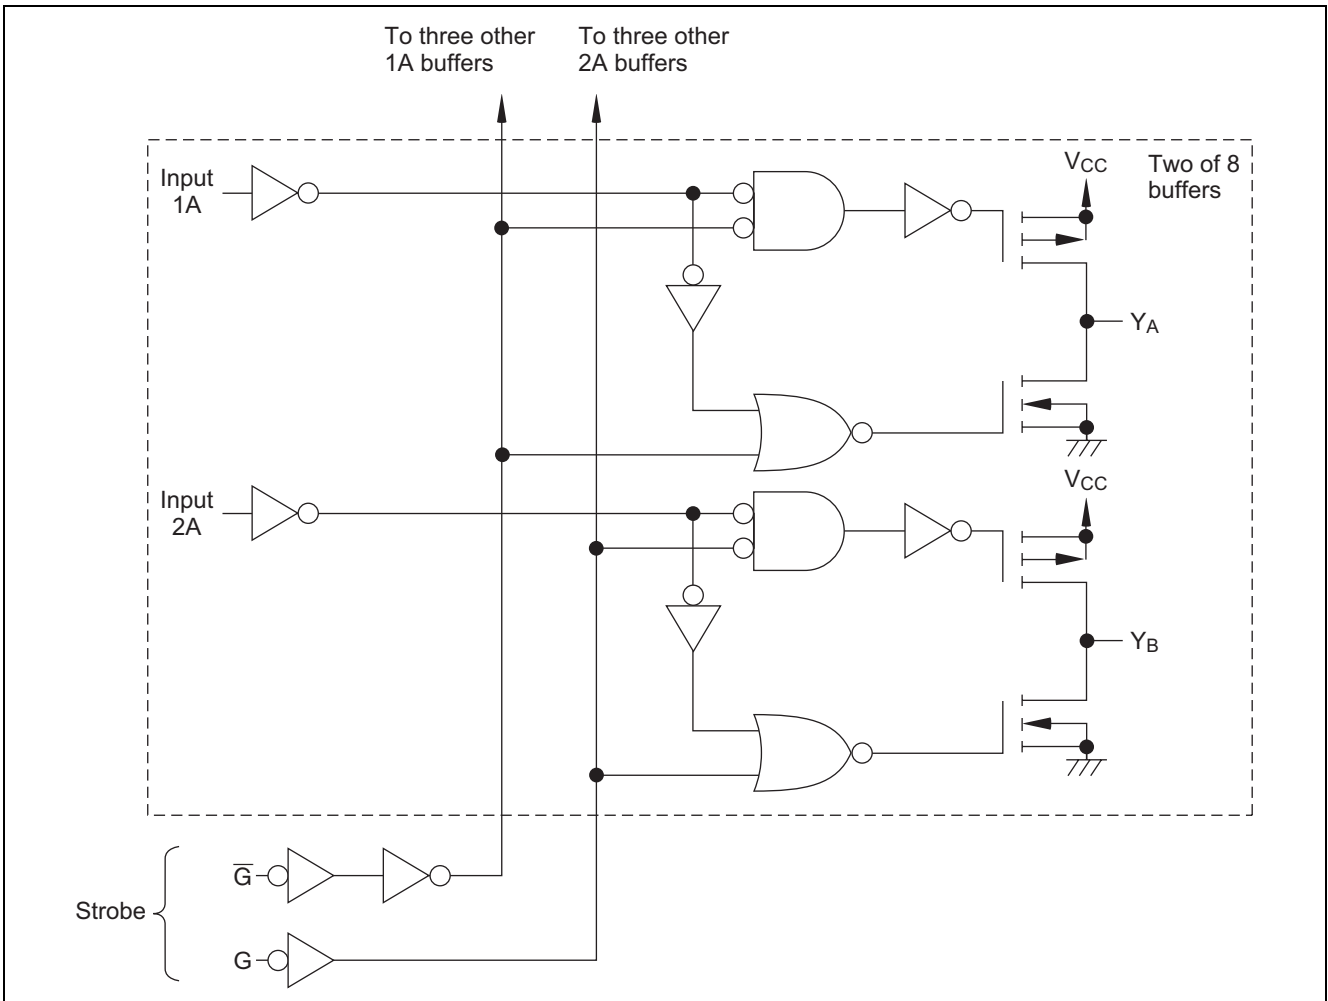 To three other
1A buffers
To three other
2A buffers
Input
1A
VCC
Two of 8
buffers
YA
Input
2A
VCC
YB
Strobe
G̅
G